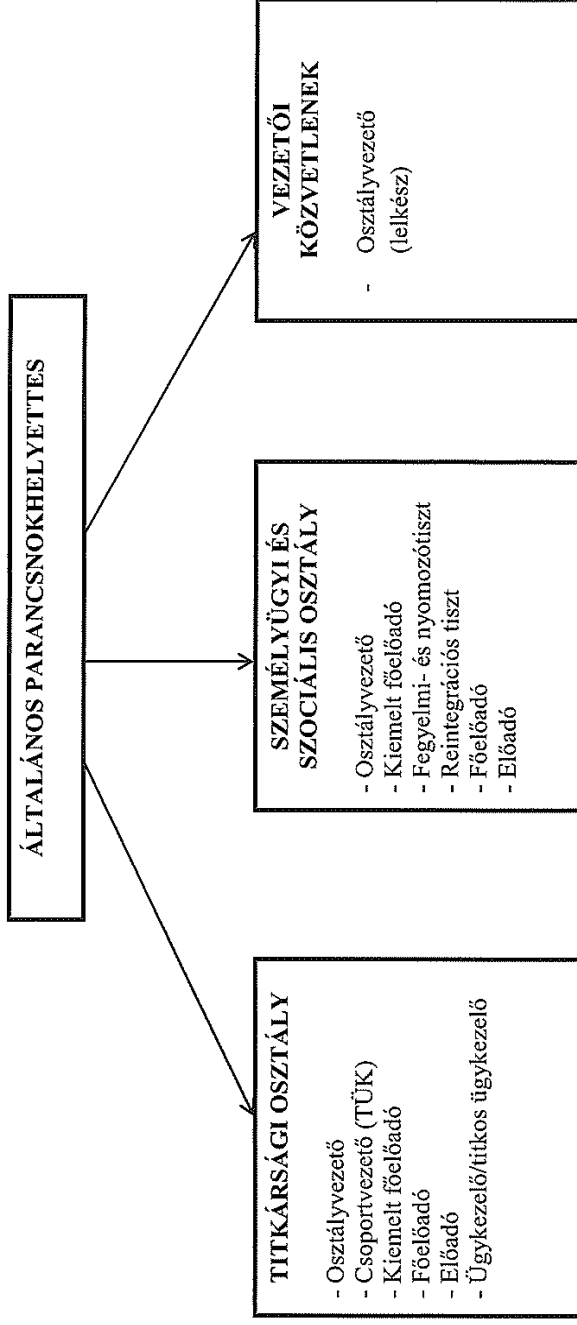 ÁLTALÁNOS PARANCSNOKHELYETTES
TITKÁRSÁGI OSZTÁLY
- Osztályvezető
- Csoportvezető (TÜK)
- Kiemelt főelőadó
- Főelőadó
- Előadó
- Ügykezelő/titkos ügykezelő
SZEMÉLYÜGYI ÉS
SZOCIÁLIS OSZTÁLY
- Osztályvezető
- Kiemelt főelőadó
- Fegyelmi- és nyomozótiszt
- Reintegrációs tiszt
- Főelőadó
- Előadó
VEZETŐI
KÖZVETLENEK
- Osztályvezető
(lelkész)